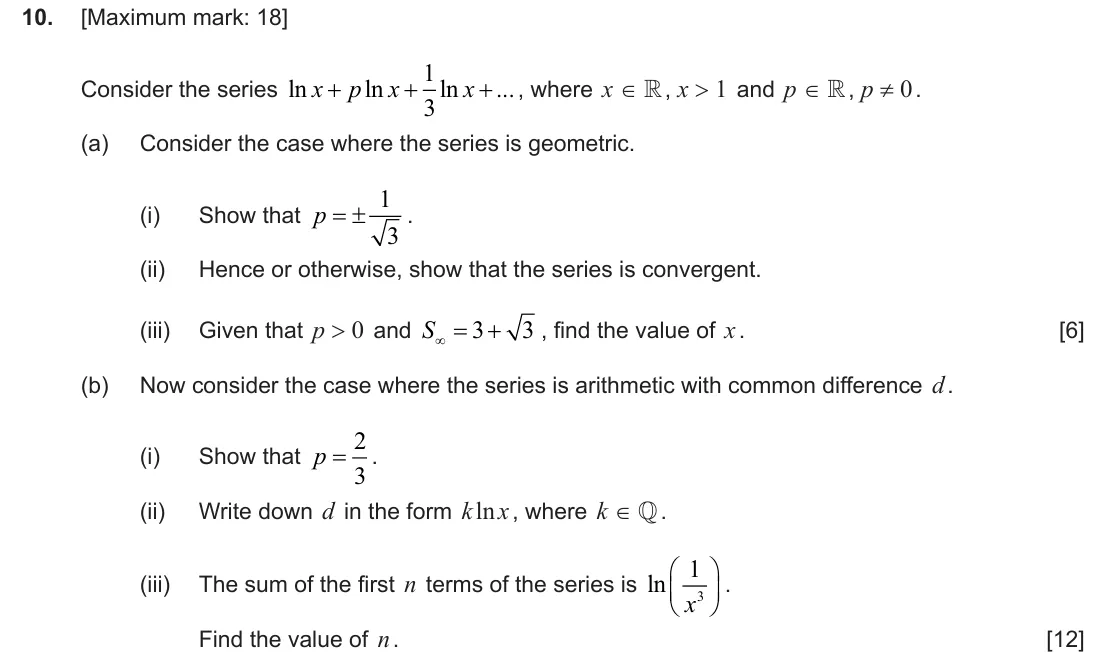 10. [Maximum mark: 18]
Consider the series ln x + p ln x + 1/3 ln x + ..., where x ∈ ℝ, x > 1 and p ∈ ℝ, p ≠ 0.
(a) Consider the case where the series is geometric.
(i) Show that p = ± 1/√3.
(ii) Hence or otherwise, show that the series is convergent.
(iii) Given that p > 0 and S∞ = 3 + √3, find the value of x. [6]
(b) Now consider the case where the series is arithmetic with common difference d.
(i) Show that p = 2/3.
(ii) Write down d in the form k ln x, where k ∈ ℚ.
(iii) The sum of the first n terms of the series is ln(1/x³).
Find the value of n. [12]